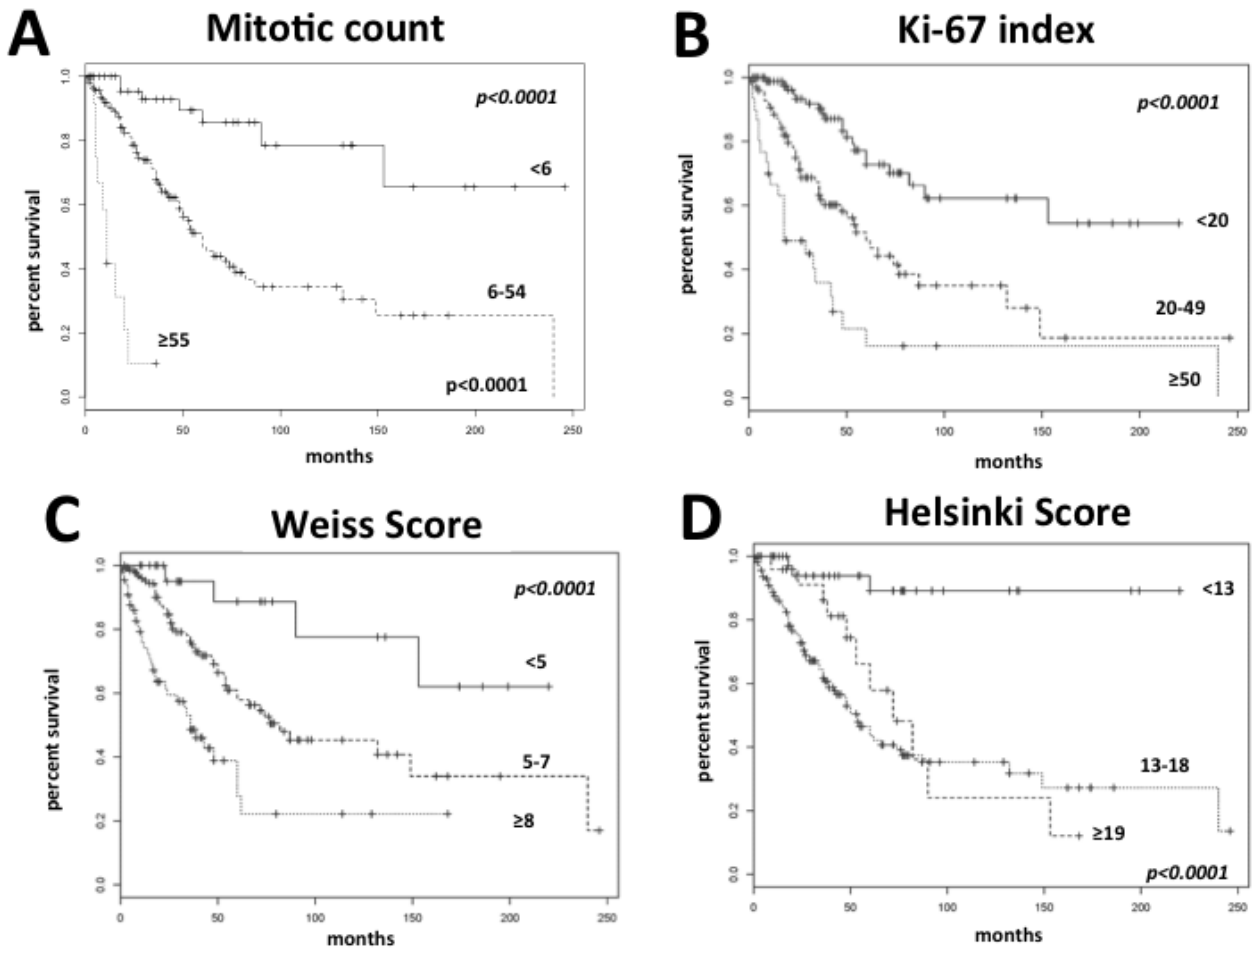 A
Mitotic count
p<0.0001
<6
6-54
≥55
p<0.0001
percent survival
0.0 0.2 0.4 0.6 0.8 1.0
0 50 100 150 200 250
months
B
Ki-67 index
p<0.0001
<20
20-49
≥50
percent survival
0.0 0.2 0.4 0.6 0.8 1.0
0 50 100 150 200 250
months
C
Weiss Score
p<0.0001
<5
5-7
≥8
percent survival
0.0 0.2 0.4 0.6 0.8 1.0
0 50 100 150 200 250
months
D
Helsinki Score
<13
13-18
≥19
p<0.0001
percent survival
0.0 0.2 0.4 0.6 0.8 1.0
0 50 100 150 200 250
months